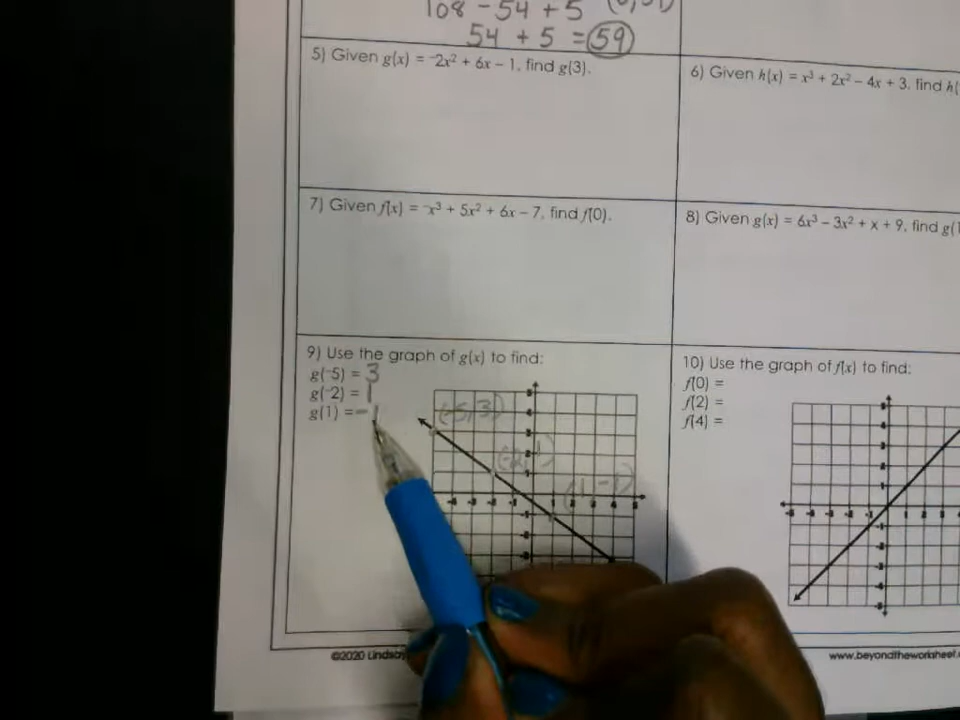 108 - 54 + 5
54 + 5 = 59
5) Given g(x) = ⁻2x² + 6x − 1, find g(3).
6) Given h(x) = x³ + 2x² − 4x + 3, find h(
7) Given f(x) = ⁻x³ + 5x² + 6x − 7, find f(0).
8) Given g(x) = 6x³ − 3x² + x + 9, find g(1
9) Use the graph of g(x) to find:
g(⁻5) = 3
g(⁻2) = 1
g(1) = -1
(-5,3)
(-2,1)
(1,-1)
10) Use the graph of f(x) to find:
f(0) =
f(2) =
f(4) =
©2020 Lindsay
www.beyondtheworksheet.